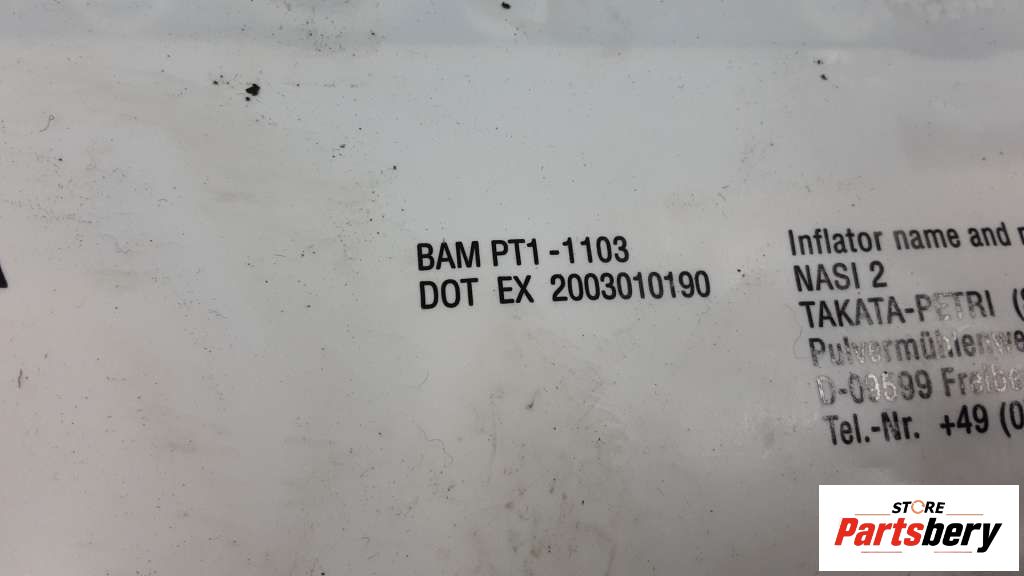 BAM PT1-1103
DOT EX 2003010190
Inflator name and
NASI 2
TAKATA-PETRI
Tel.-Nr. +49 (0
STORE
Partsbery